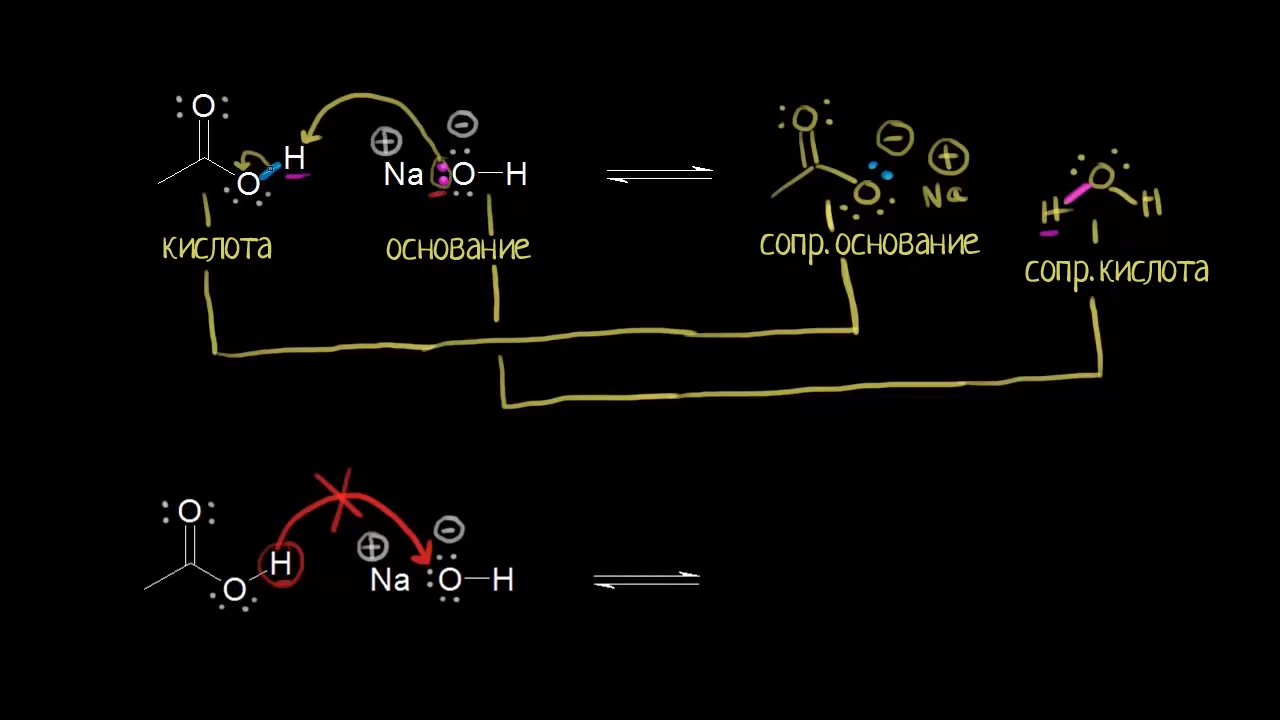 O
H
⊕ ⊖
O Na O—H
кислота
основание
O ⊖ ⊕
O Na
сопр. основание
O
H H
сопр. кислота
O
H
⊕ ⊖
O Na O—H